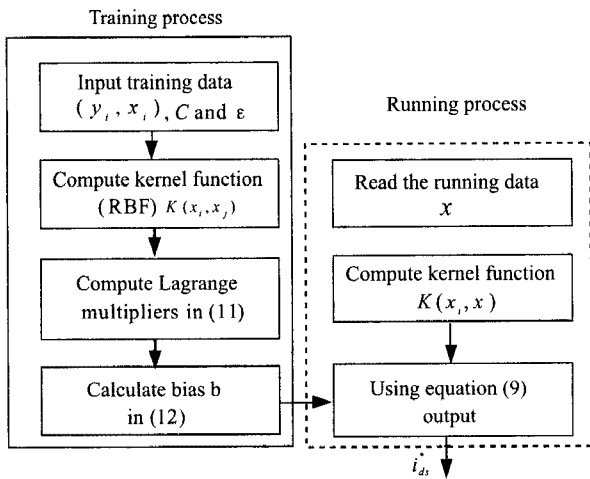 Training process
Input training data
(y_i, x_i), C and ε
Compute kernel function
(RBF) K(x_i, x_j)
Compute Lagrange
multipliers in (11)
Calculate bias b
in (12)
Running process
Read the running data
x
Compute kernel function
K(x_i, x)
Using equation (9)
output
i*_ds